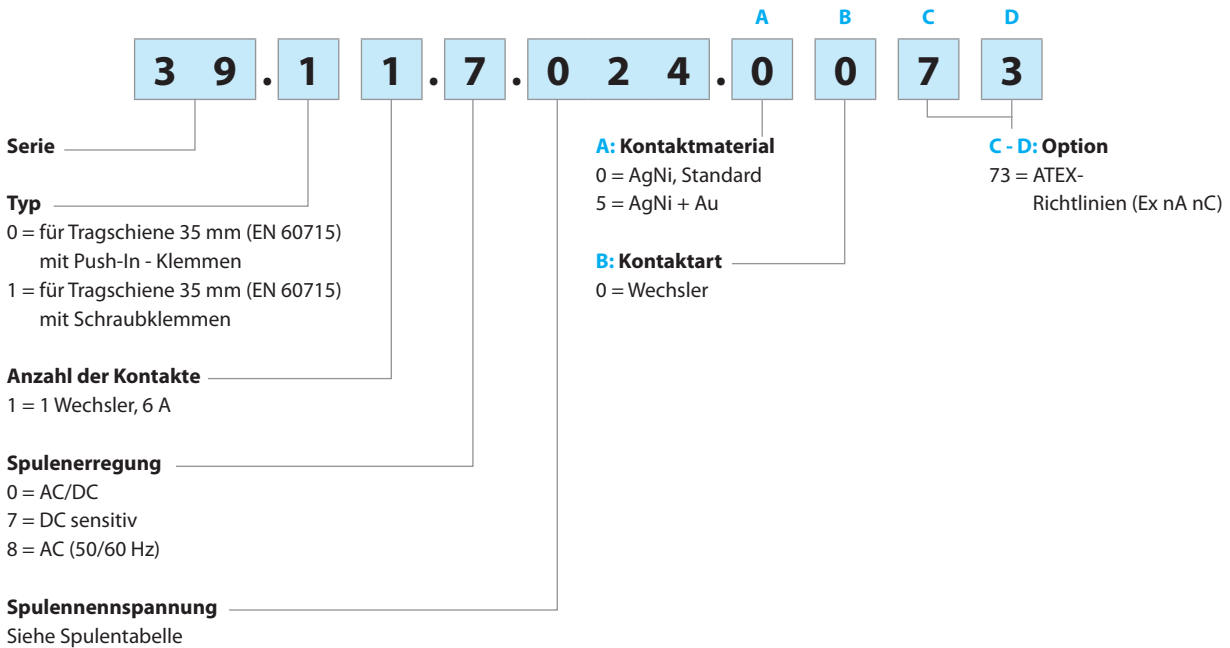 A B C D
3 9 . 1 1 . 7 . 0 2 4 . 0 0 7 3
Serie
Typ
0 = für Tragschiene 35 mm (EN 60715)
mit Push-In - Klemmen
1 = für Tragschiene 35 mm (EN 60715)
mit Schraubklemmen
Anzahl der Kontakte
1 = 1 Wechsler, 6 A
Spulenerregung
0 = AC/DC
7 = DC sensitiv
8 = AC (50/60 Hz)
Spulennennspannung
Siehe Spulentabelle
A: Kontaktmaterial
0 = AgNi, Standard
5 = AgNi + Au
B: Kontaktart
0 = Wechsler
C - D: Option
73 = ATEX-
Richtlinien (Ex nA nC)